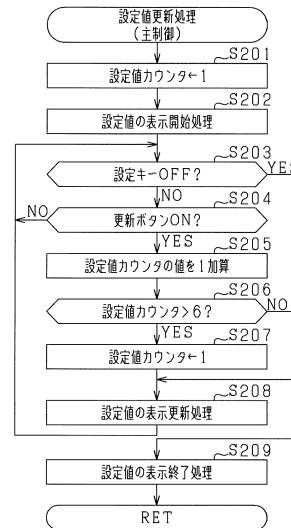 設定値更新処理
(主制御)
S201
設定値カウンタ←1
S202
設定値の表示開始処理
S203
設定キーOFF?
YES
NO
S204
更新ボタンON?
NO
YES
S205
設定値カウンタの値を1加算
S206
設定値カウンタ>6?
NO
YES
S207
設定値カウンタ←1
S208
設定値の表示更新処理
S209
設定値の表示終了処理
RET